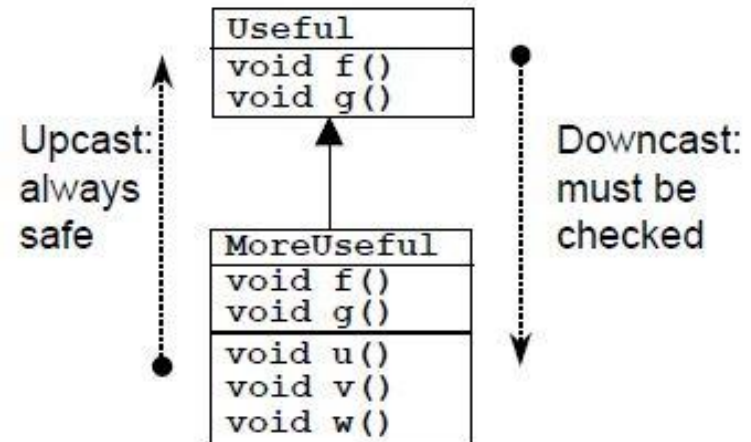 Useful
void f()
void g()
Upcast:
always
safe
Downcast:
must be
checked
MoreUseful
void f()
void g()
void u()
void v()
void w()